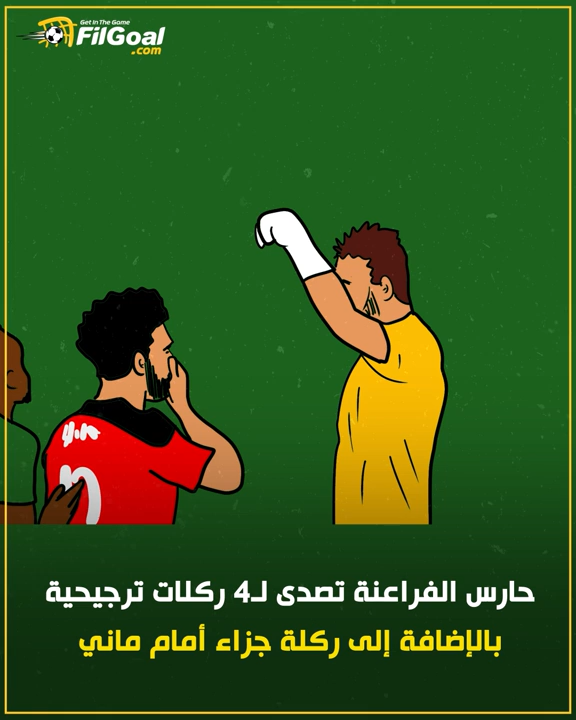 Get In The Game
FilGoal
.com
حارس الفراعنة تصدى لـ4 ركلات ترجيحية
بالإضافة إلى ركلة جزاء أمام ماني